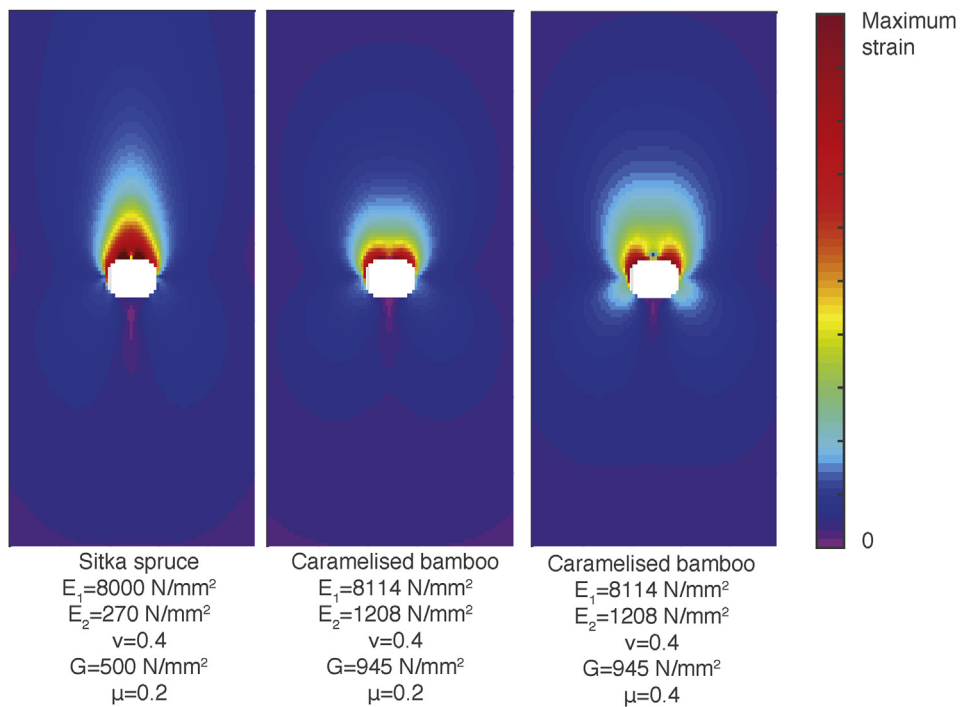 Maximum
strain
0
Sitka spruce
E₁=8000 N/mm²
E₂=270 N/mm²
ν=0.4
G=500 N/mm²
μ=0.2
Caramelised bamboo
E₁=8114 N/mm²
E₂=1208 N/mm²
ν=0.4
G=945 N/mm²
μ=0.2
Caramelised bamboo
E₁=8114 N/mm²
E₂=1208 N/mm²
ν=0.4
G=945 N/mm²
μ=0.4